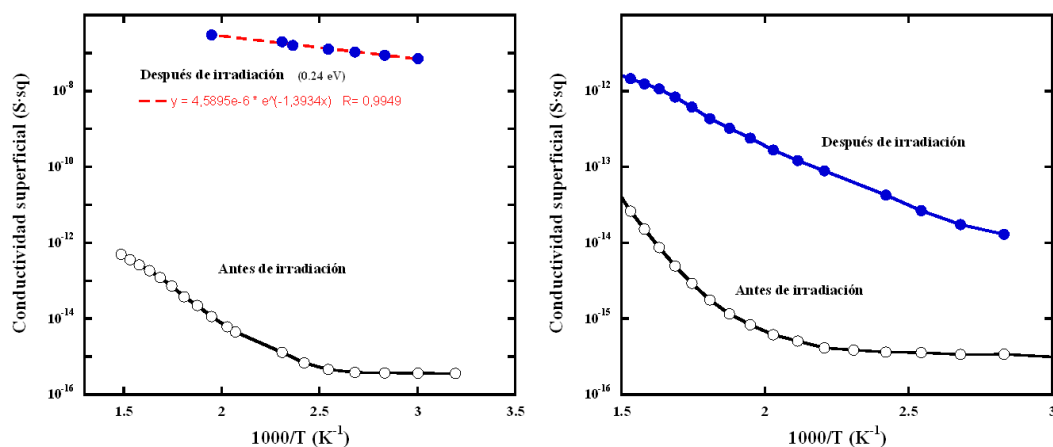 Conductividad superficial (S·sq)
10⁻⁸
10⁻¹⁰
10⁻¹²
10⁻¹⁴
10⁻¹⁶
Después de irradiación (0.24 eV)
y = 4,5895e-6 * e^(-1,3934x) R= 0,9949
Antes de irradiación
1.5 2 2.5 3 3.5
1000/T (K⁻¹)
Conductividad superficial (S·sq)
10⁻¹²
10⁻¹³
10⁻¹⁴
10⁻¹⁵
10⁻¹⁶
Después de irradiación
Antes de irradiación
1.5 2 2.5 3
1000/T (K⁻¹)